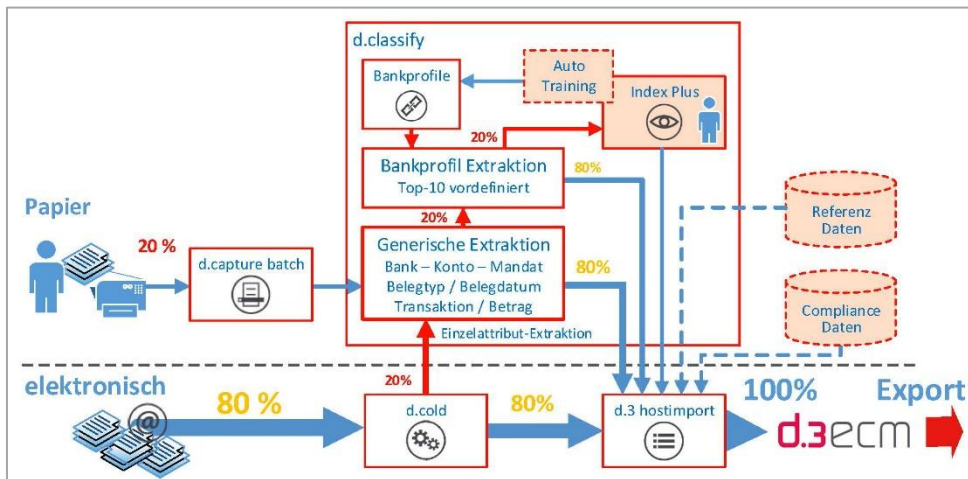 d.classify
Bankprofile
Auto
Training
Index Plus
20%
Bankprofil Extraktion
Top-10 vordefiniert
80%
20%
Papier
20 %
d.capture batch
Generische Extraktion
Bank – Konto – Mandat
Belegtyp / Belegdatum
Transaktion / Betrag
80%
Einzelattribut-Extraktion
Referenz
Daten
Compliance
Daten
elektronisch
@
80 %
20%
d.cold
80%
d.3 hostimport
100%
d.3ecm
Export